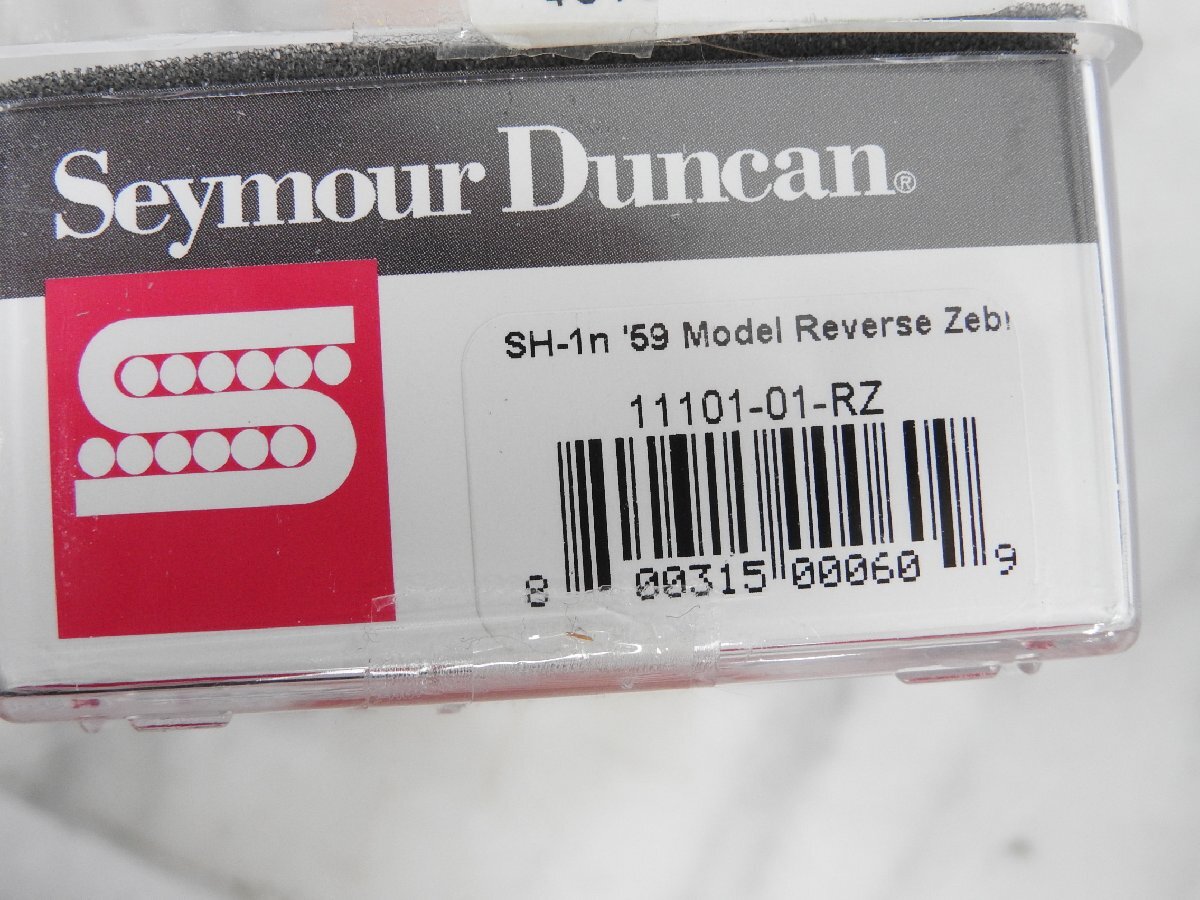 Seymour Duncan®
SH-1n '59 Model Reverse Zeb
11101-01-RZ
8 00315 00060 9